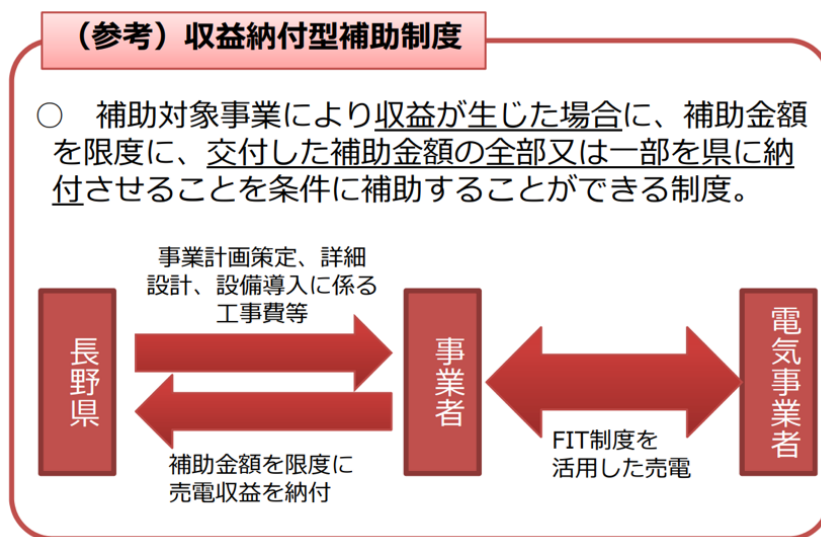 （参考）収益納付型補助制度
○　補助対象事業により収益が生じた場合に、補助金額
を限度に、交付した補助金額の全部又は一部を県に納
付させることを条件に補助することができる制度。
事業計画策定、詳細
設計、設備導入に係る
工事費等
長野県
事業者
電気事業者
補助金額を限度に
売電収益を納付
FIT制度を
活用した売電